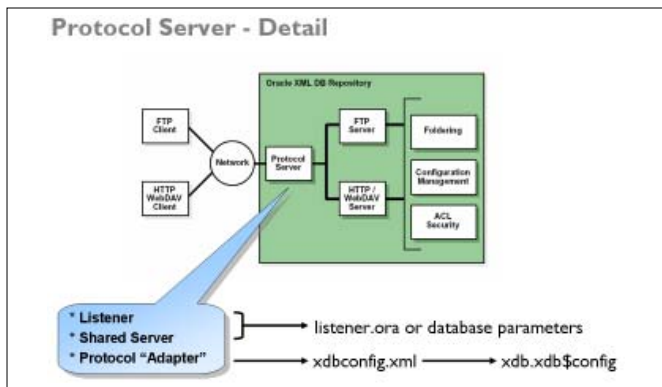 Protocol Server - Detail
Oracle XML DB Repository
FTP
Client
HTTP
WebDAV
Client
Network
Protocol
Server
FTP
Server
HTTP /
WebDAV
Server
Foldering
Configuration
Management
ACL
Security
* Listener
* Shared Server
* Protocol “Adapter”
listener.ora or database parameters
xdbconfig.xml
xdb.xdb$config